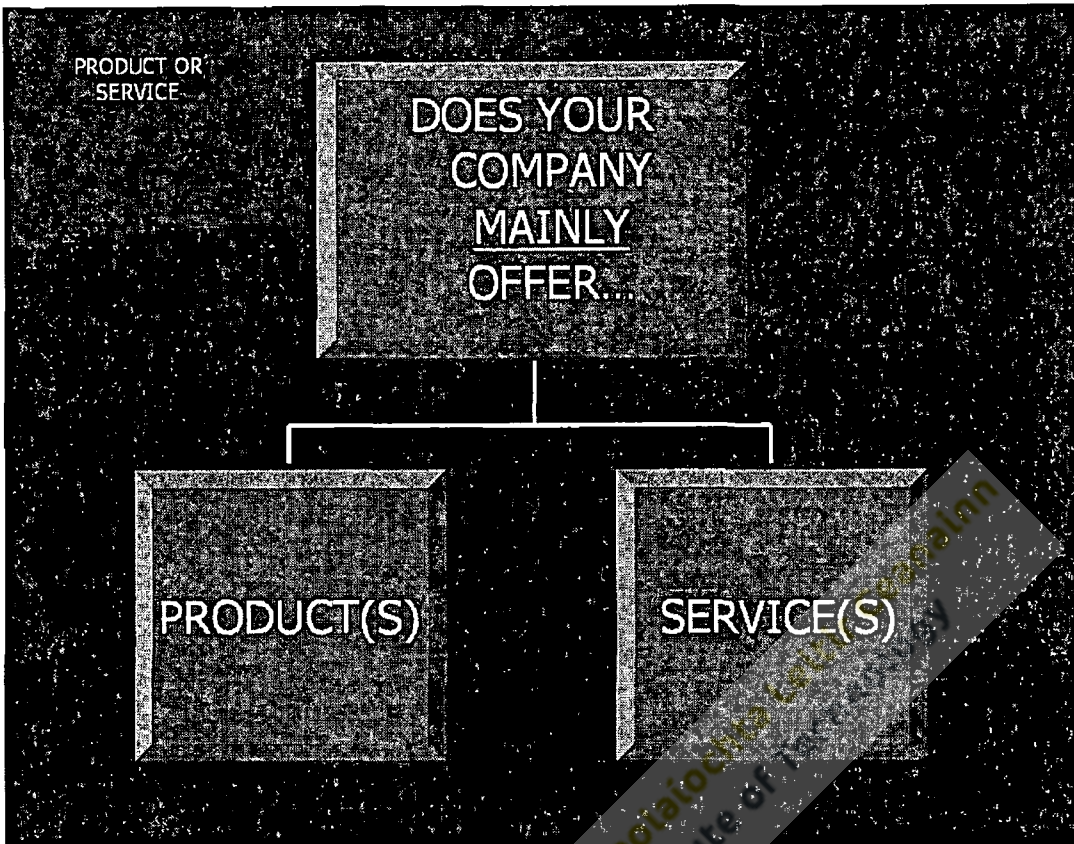 PRODUCT OR
SERVICE
DOES YOUR
COMPANY
MAINLY
OFFER...
PRODUCT(S)
SERVICE(S)